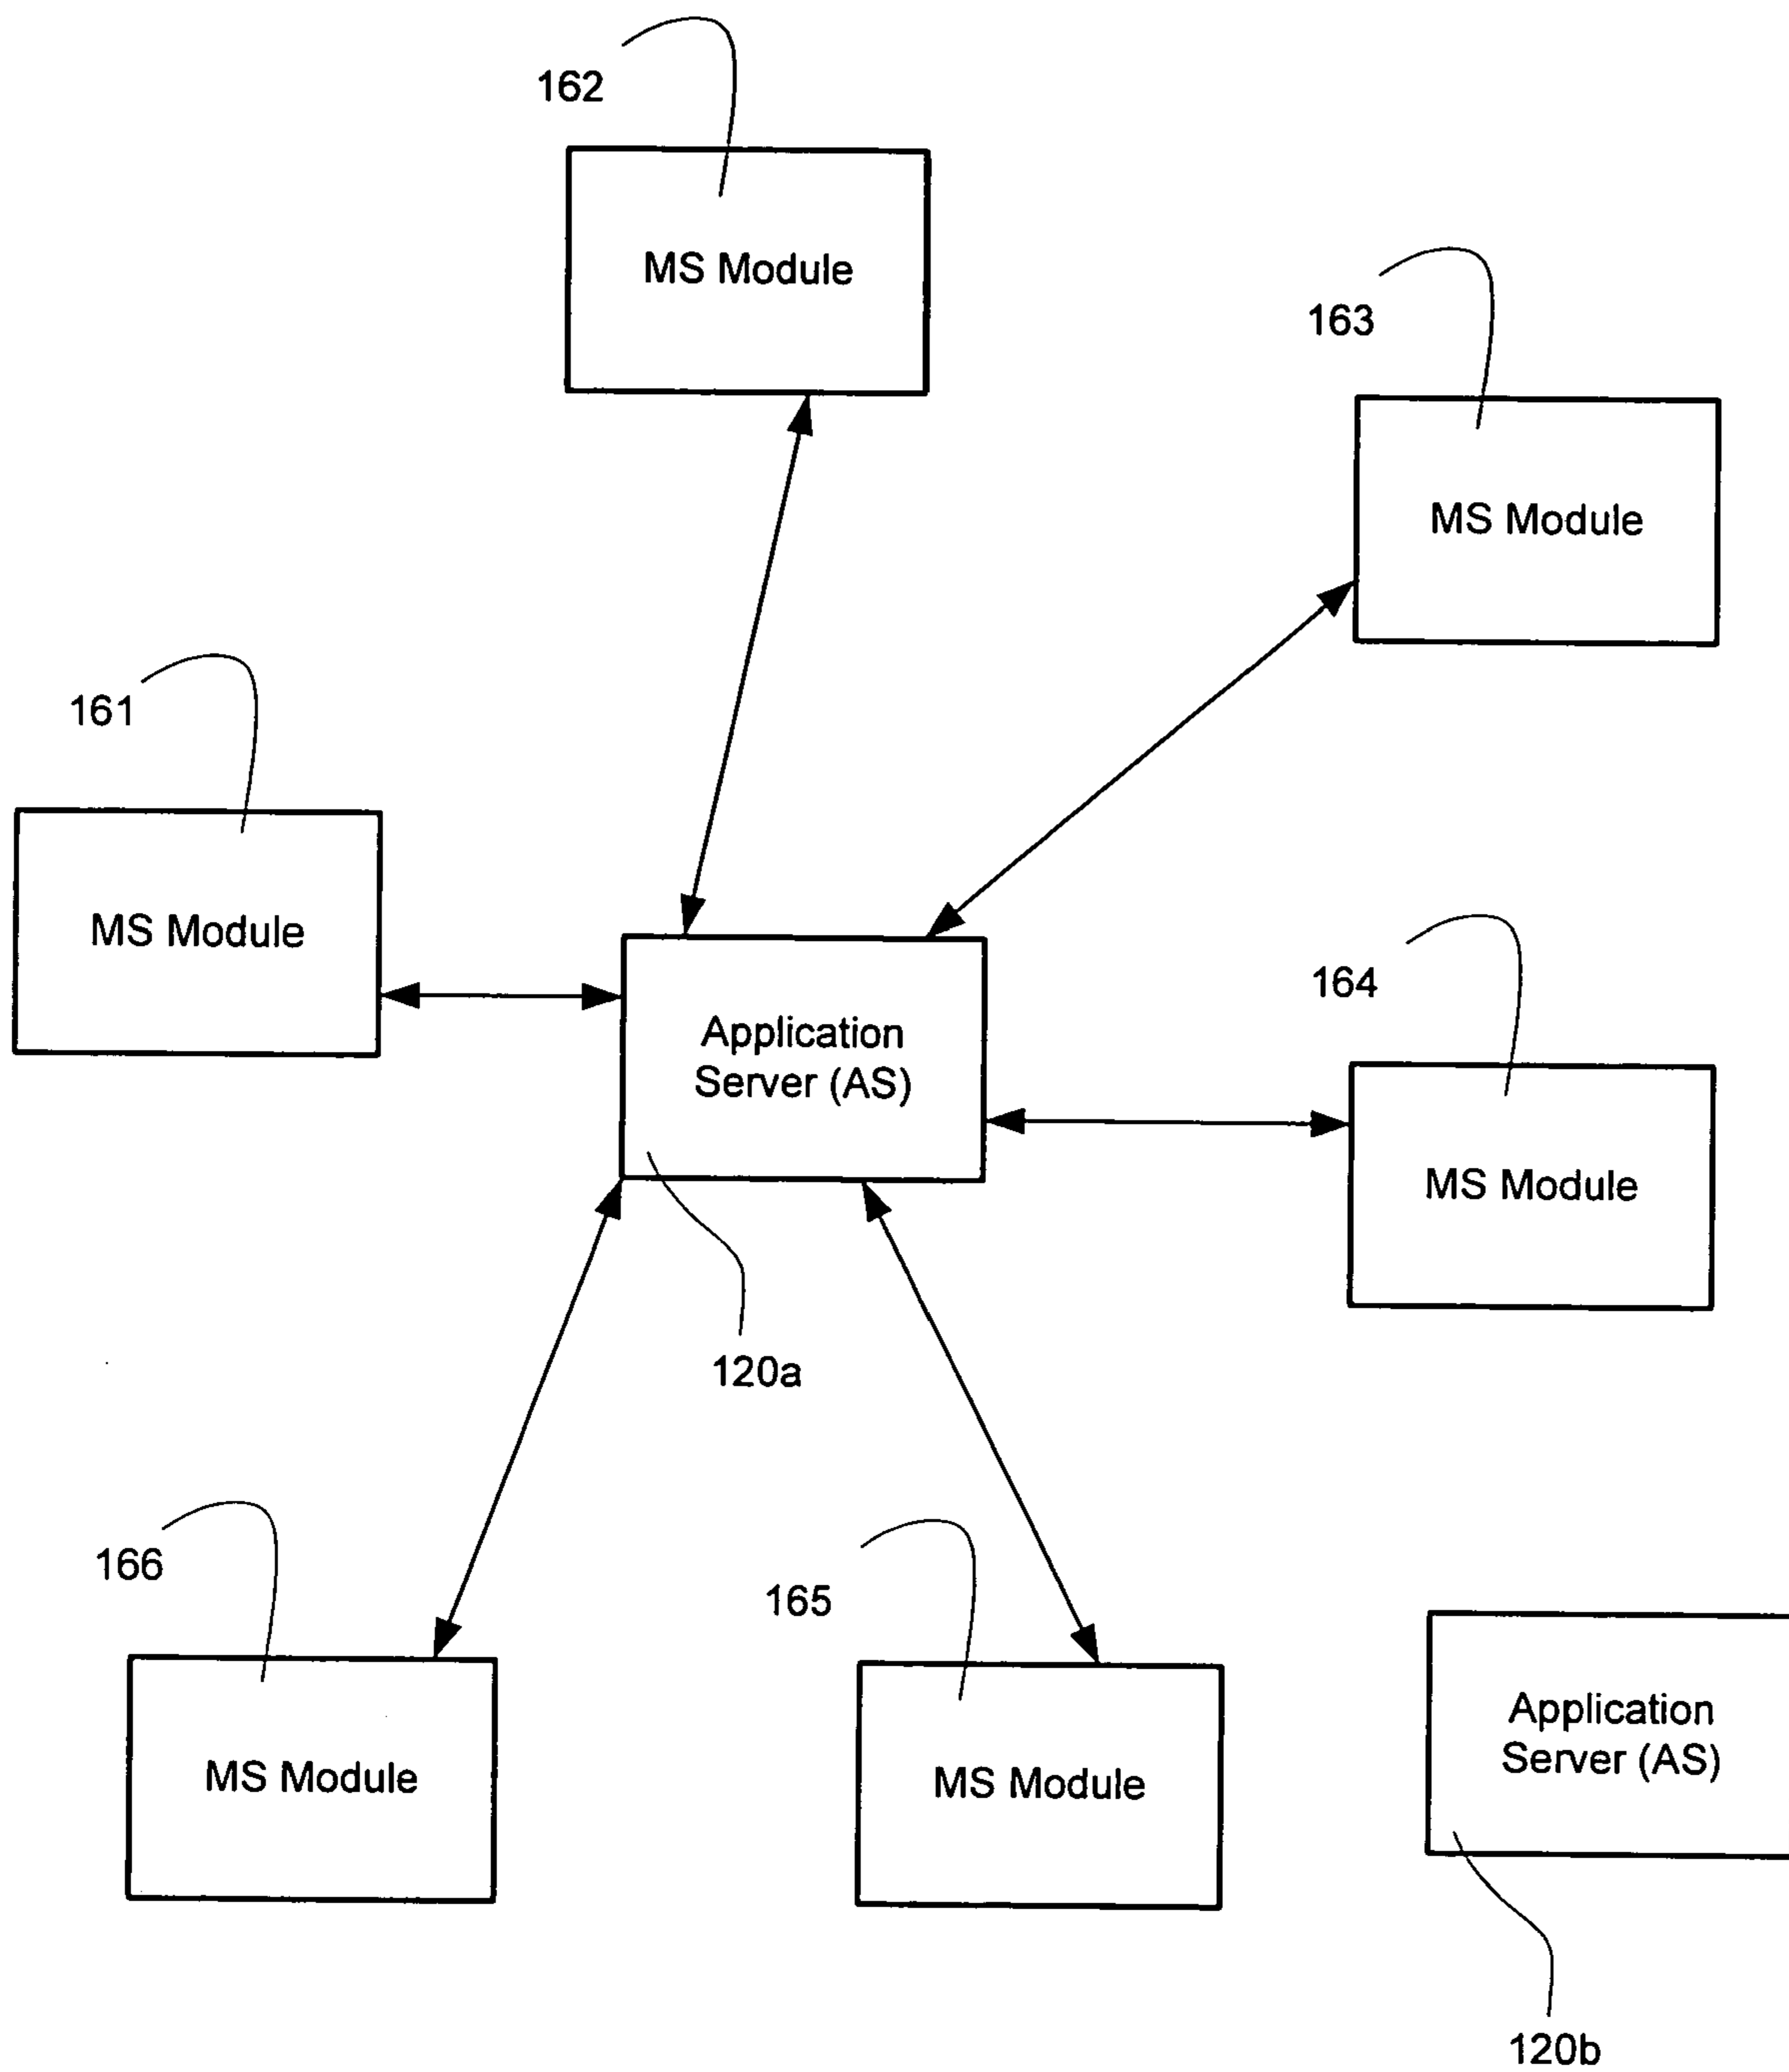 162
MS Module
163
MS Module
161
MS Module
164
Application
Server (AS)
MS Module
120a
166
165
MS Module
MS Module
Application
Server (AS)
120b